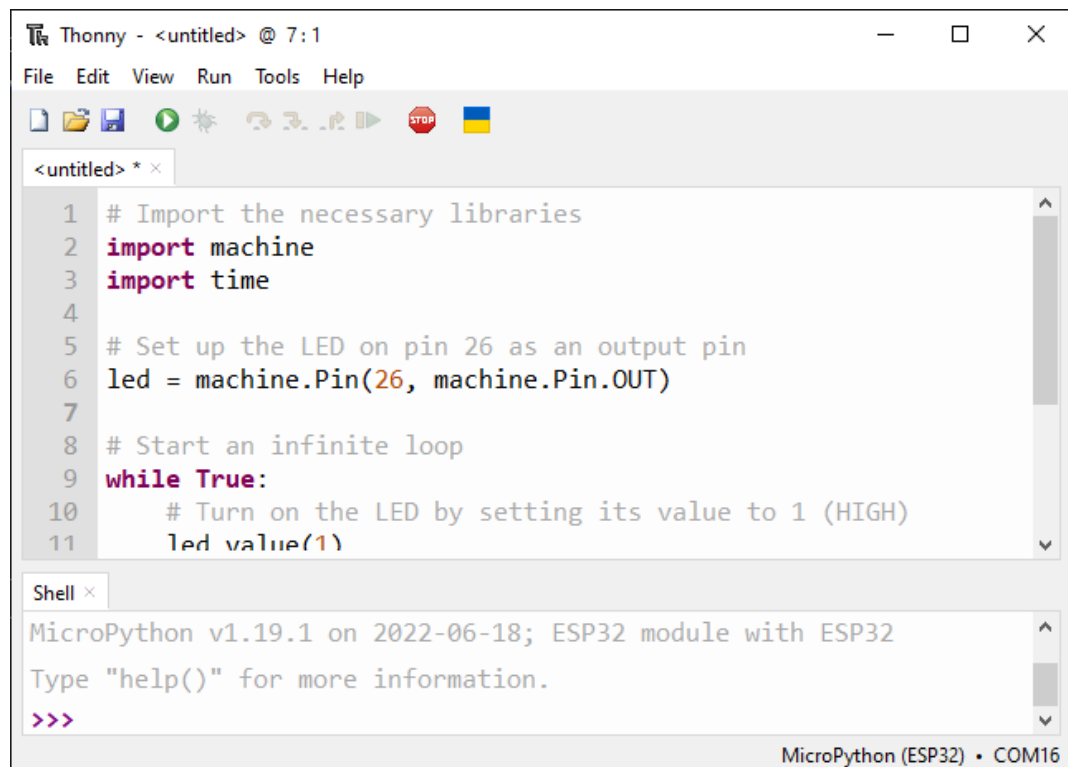 Thonny - <untitled> @ 7:1
File Edit View Run Tools Help
STOP
<untitled> *
1 # Import the necessary libraries
2 import machine
3 import time
4
5 # Set up the LED on pin 26 as an output pin
6 led = machine.Pin(26, machine.Pin.OUT)
7
8 # Start an infinite loop
9 while True:
10     # Turn on the LED by setting its value to 1 (HIGH)
11     led.value(1)
Shell
MicroPython v1.19.1 on 2022-06-18; ESP32 module with ESP32
Type "help()" for more information.
>>>
MicroPython (ESP32) • COM16